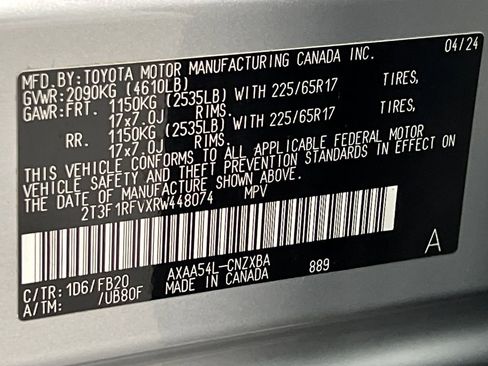 MFD.BY:TOYOTA MOTOR MANUFACTURING CANADA INC. 04/24
GVWR:2090KG (4610LB)
GAWR:FRT. 1150KG (2535LB) WITH 225/65R17 TIRES,
17x7.0J RIMS.
RR. 1150KG (2535LB) WITH 225/65R17 TIRES,
17x7.0J RIMS.
THIS VEHICLE CONFORMS TO ALL APPLICABLE FEDERAL MOTOR
VEHICLE SAFETY AND THEFT PREVENTION STANDARDS IN EFFECT ON
THE DATE OF MANUFACTURE SHOWN ABOVE.
2T3F1RFVXRW448074 MPV
AXAA54L-CNZXBA A
C/TR: 1D6/FB20 MADE IN CANADA 889
A/TM: /UB80F